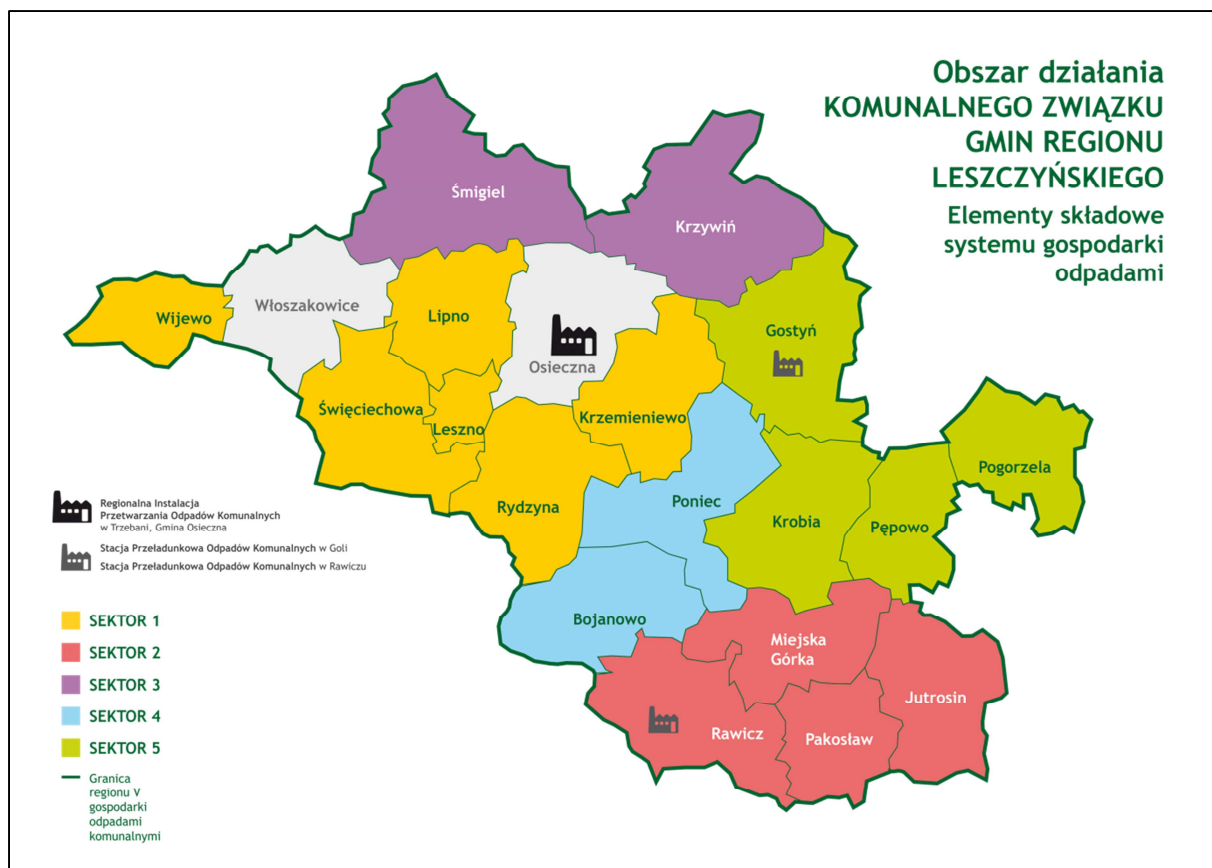 Obszar działania
KOMUNALNEGO ZWIĄZKU
GMIN REGIONU
LESZCZYŃSKIEGO
Elementy składowe
systemu gospodarki
odpadami
Śmigiel
Krzywiń
Włoszakowice
Wijewo
Lipno
Gostyń
Osieczna
Święciechowa
Leszno
Krzemieniewo
Pogorzela
Rydzyna
Poniec
Krobia
Pępowo
Bojanowo
Miejska
Górka
Jutrosin
Rawicz
Pakosław
Regionalna Instalacja
Przetwarzania Odpadów Komunalnych
w Trzebani, Gmina Osieczna
Stacja Przeładunkowa Odpadów Komunalnych w Goli
Stacja Przeładunkowa Odpadów Komunalnych w Rawiczu
SEKTOR 1
SEKTOR 2
SEKTOR 3
SEKTOR 4
SEKTOR 5
Granica
regionu V
gospodarki
odpadami
komunalnymi